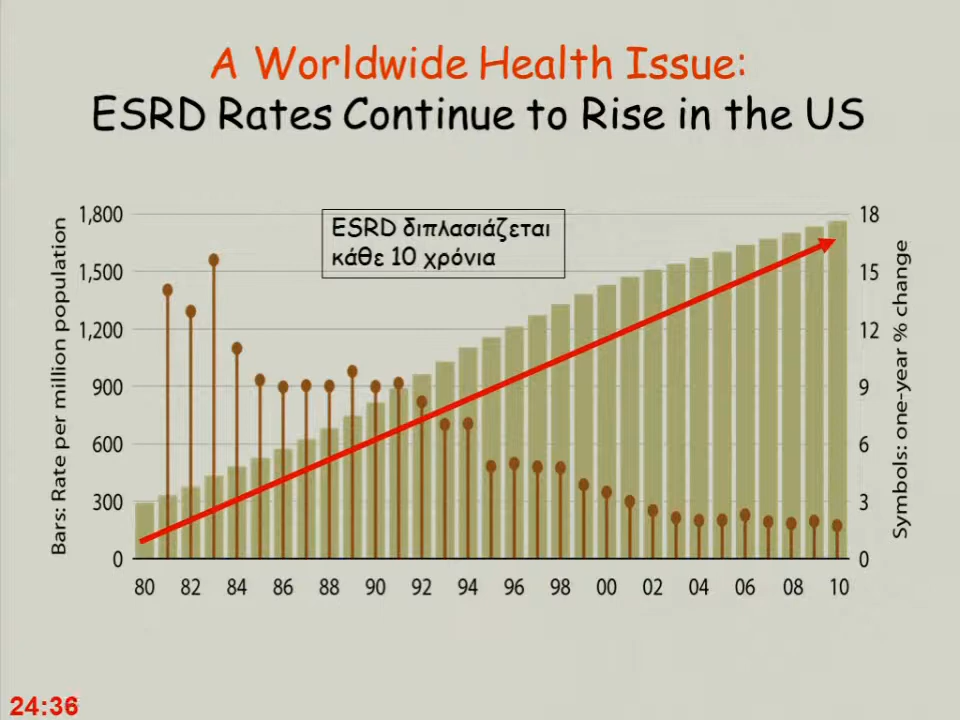 A Worldwide Health Issue:
ESRD Rates Continue to Rise in the US
ESRD διπλασιάζεται
κάθε 10 χρόνια
Bars: Rate per million population
1,800
1,500
1,200
900
600
300
0
18
15
12
9
6
3
0
Symbols: one-year % change
80 82 84 86 88 90 92 94 96 98 00 02 04 06 08 10
24:36